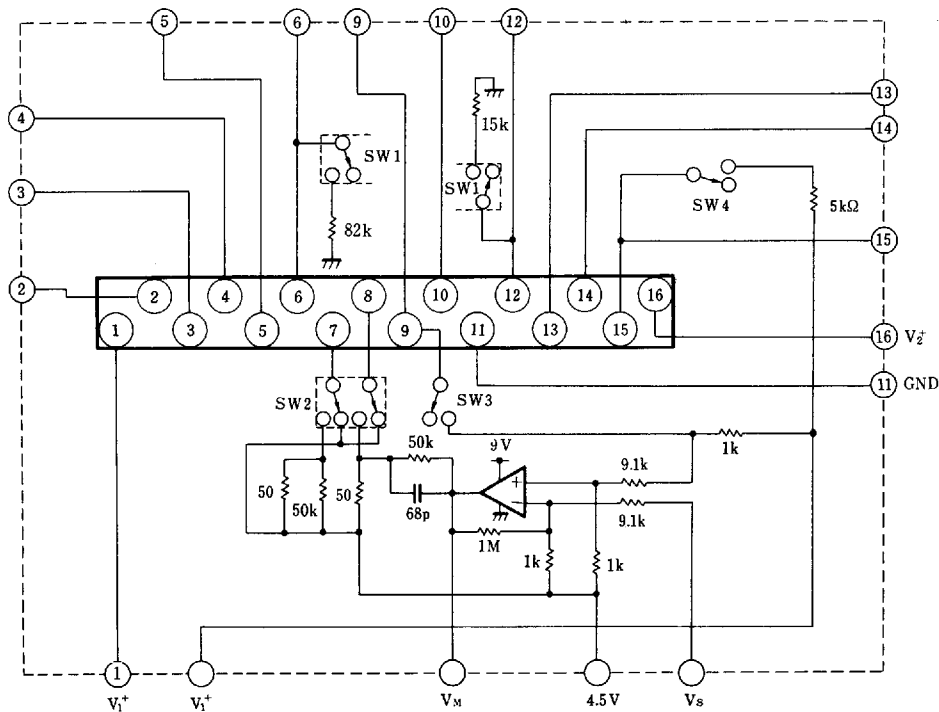 5 6 9 10 12
13
4 15k 14
SW1
SW1
3 SW4 5kΩ
82k 15
2
2 4 6 8 10 12 14 16
1 3 5 7 9 11 13 15
16 V₂⁺
11 GND
SW2 SW3
50k 9V 1k
+ 9.1k
50 50k 50 68p −
9.1k
1M
1k 1k
1
V₁⁺ V₁⁺ V_M 4.5V V_S